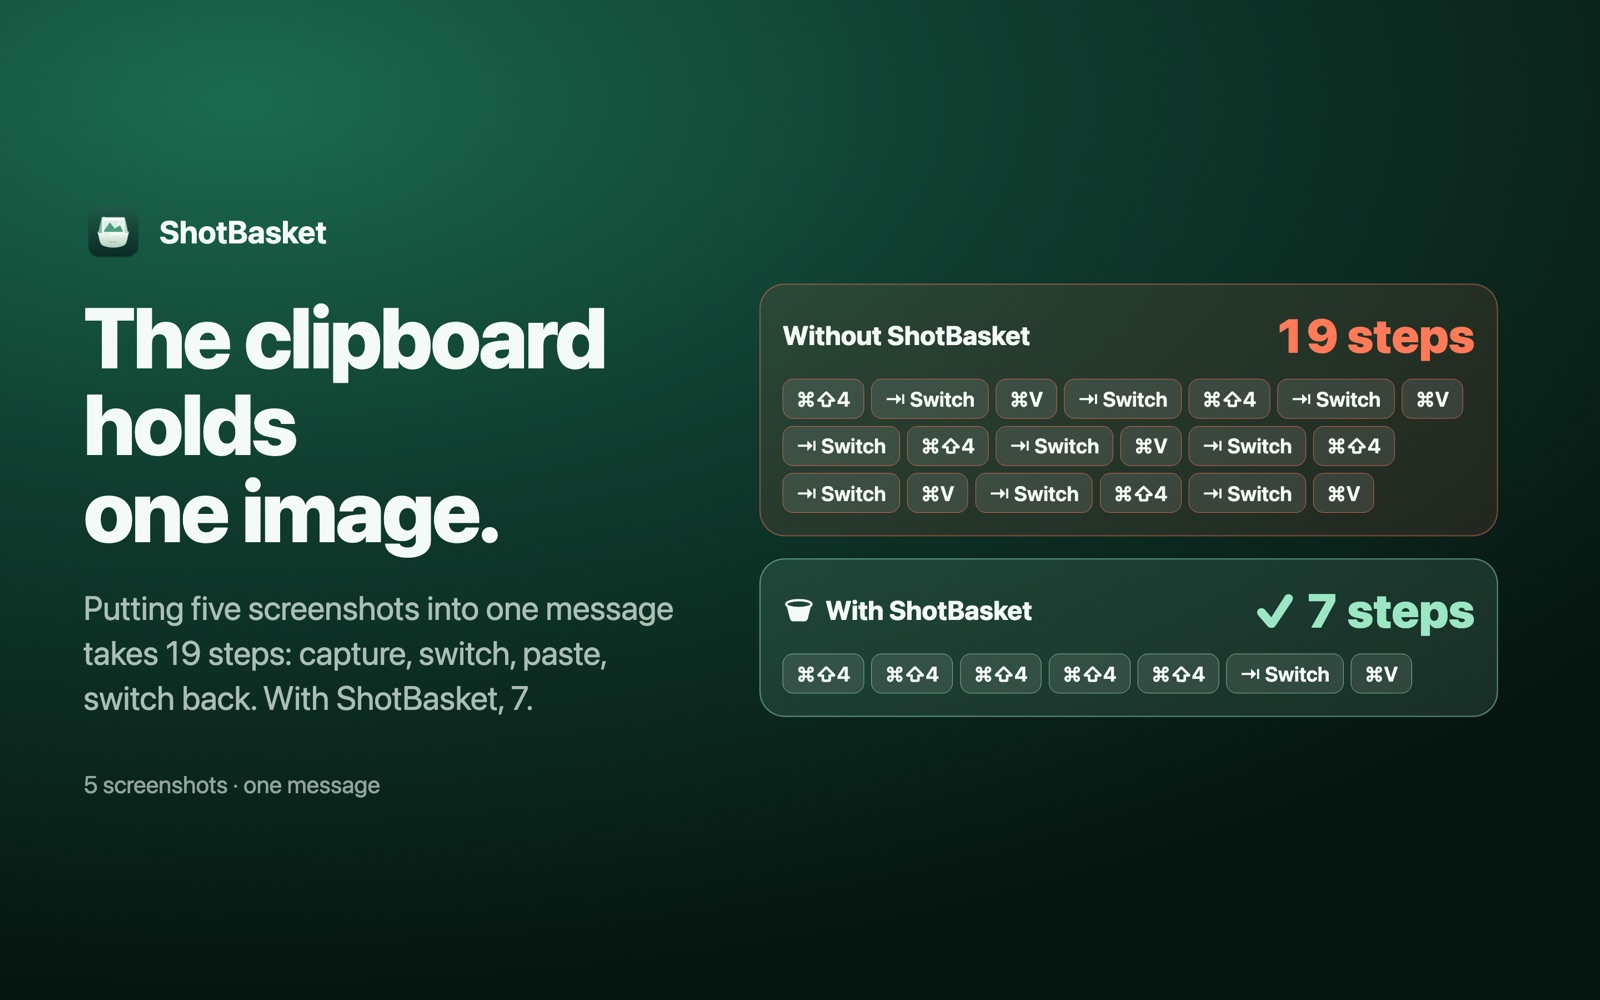 ShotBasket
The clipboard
holds
one image.
Putting five screenshots into one message
takes 19 steps: capture, switch, paste,
switch back. With ShotBasket, 7.
5 screenshots · one message
Without ShotBasket 19 steps
⌘⇧4 ⇥ Switch ⌘V ⇥ Switch ⌘⇧4 ⇥ Switch ⌘V
⇥ Switch ⌘⇧4 ⇥ Switch ⌘V ⇥ Switch ⌘⇧4
⇥ Switch ⌘V ⇥ Switch ⌘⇧4 ⇥ Switch ⌘V
With ShotBasket ✓ 7 steps
⌘⇧4 ⌘⇧4 ⌘⇧4 ⌘⇧4 ⌘⇧4 ⇥ Switch ⌘V